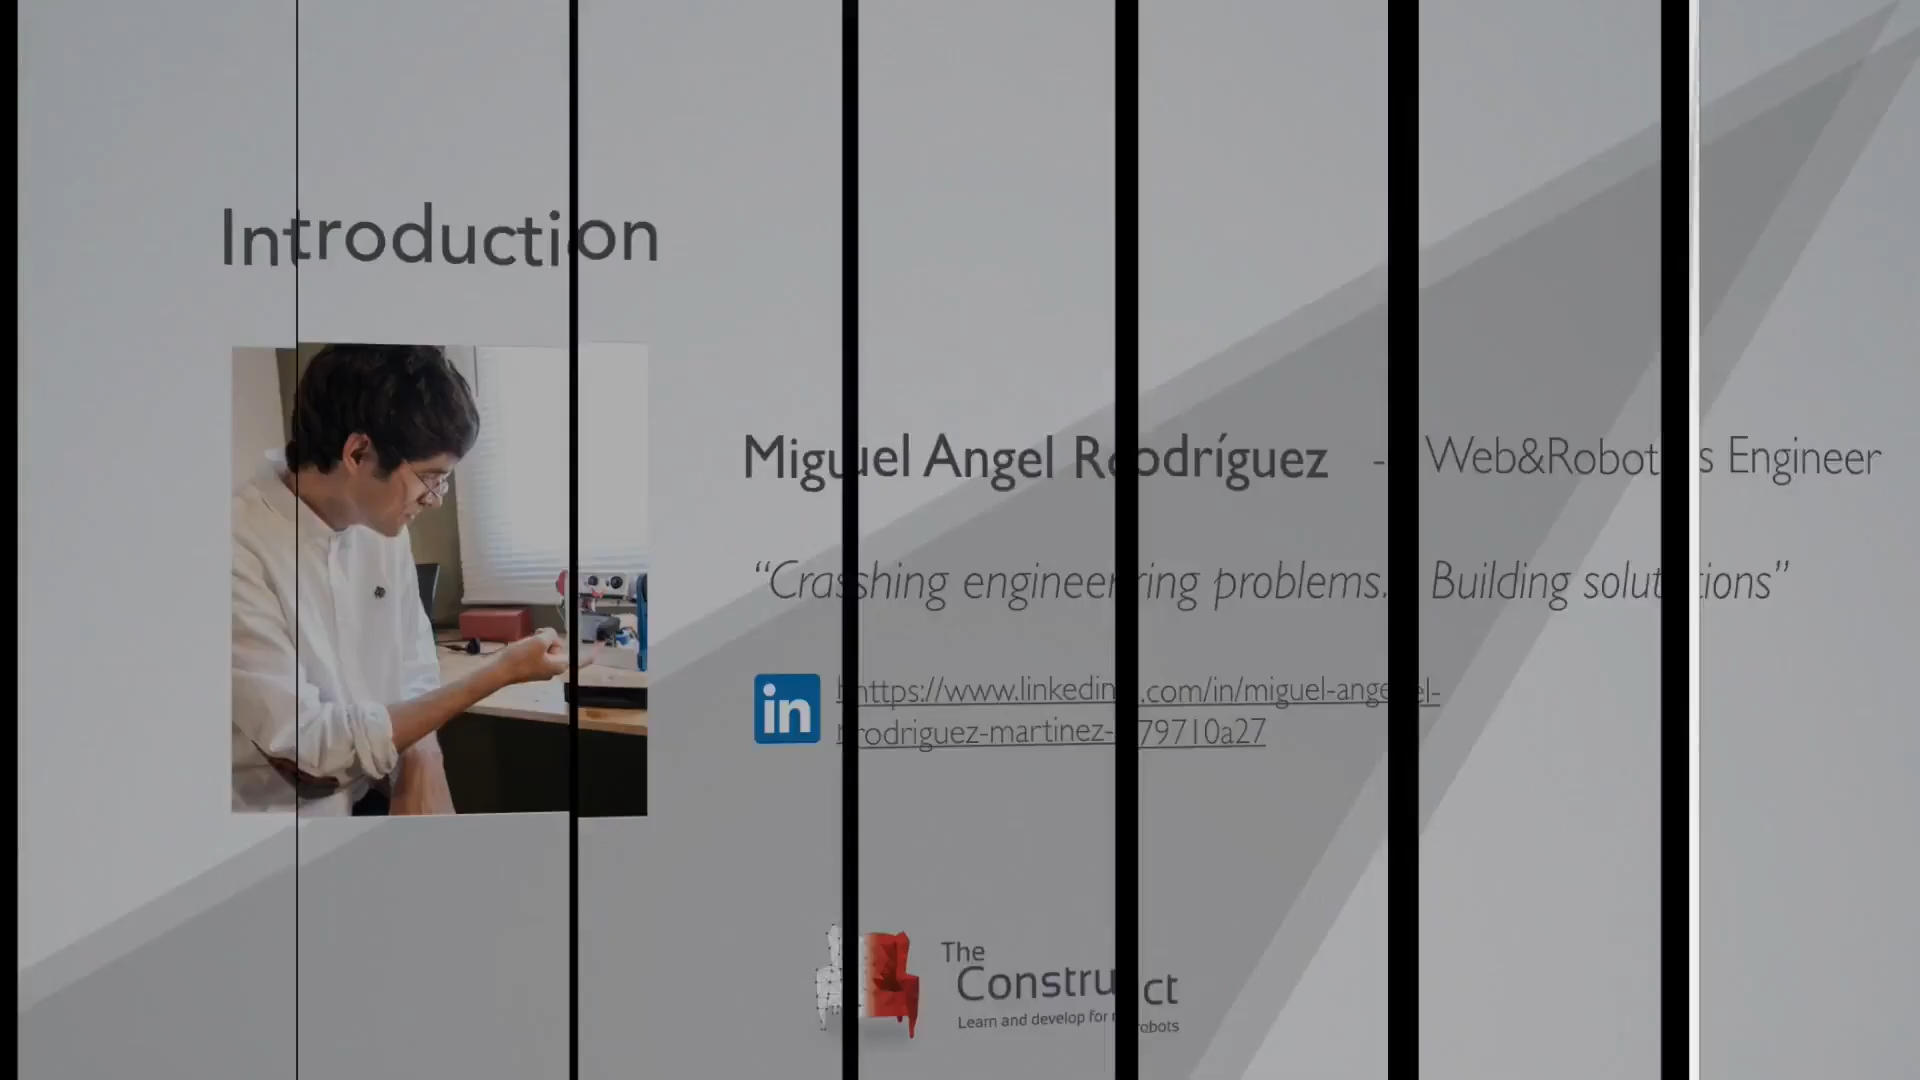 Introduction
Miguel Angel Rodríguez - Web&Robotics Engineer
“Crashing engineering problems. Building solutions”
in
https://www.linkedin.com/in/miguel-angel-
rodriguez-martinez-
79710a27
The
Construct
Learn and develop for robots